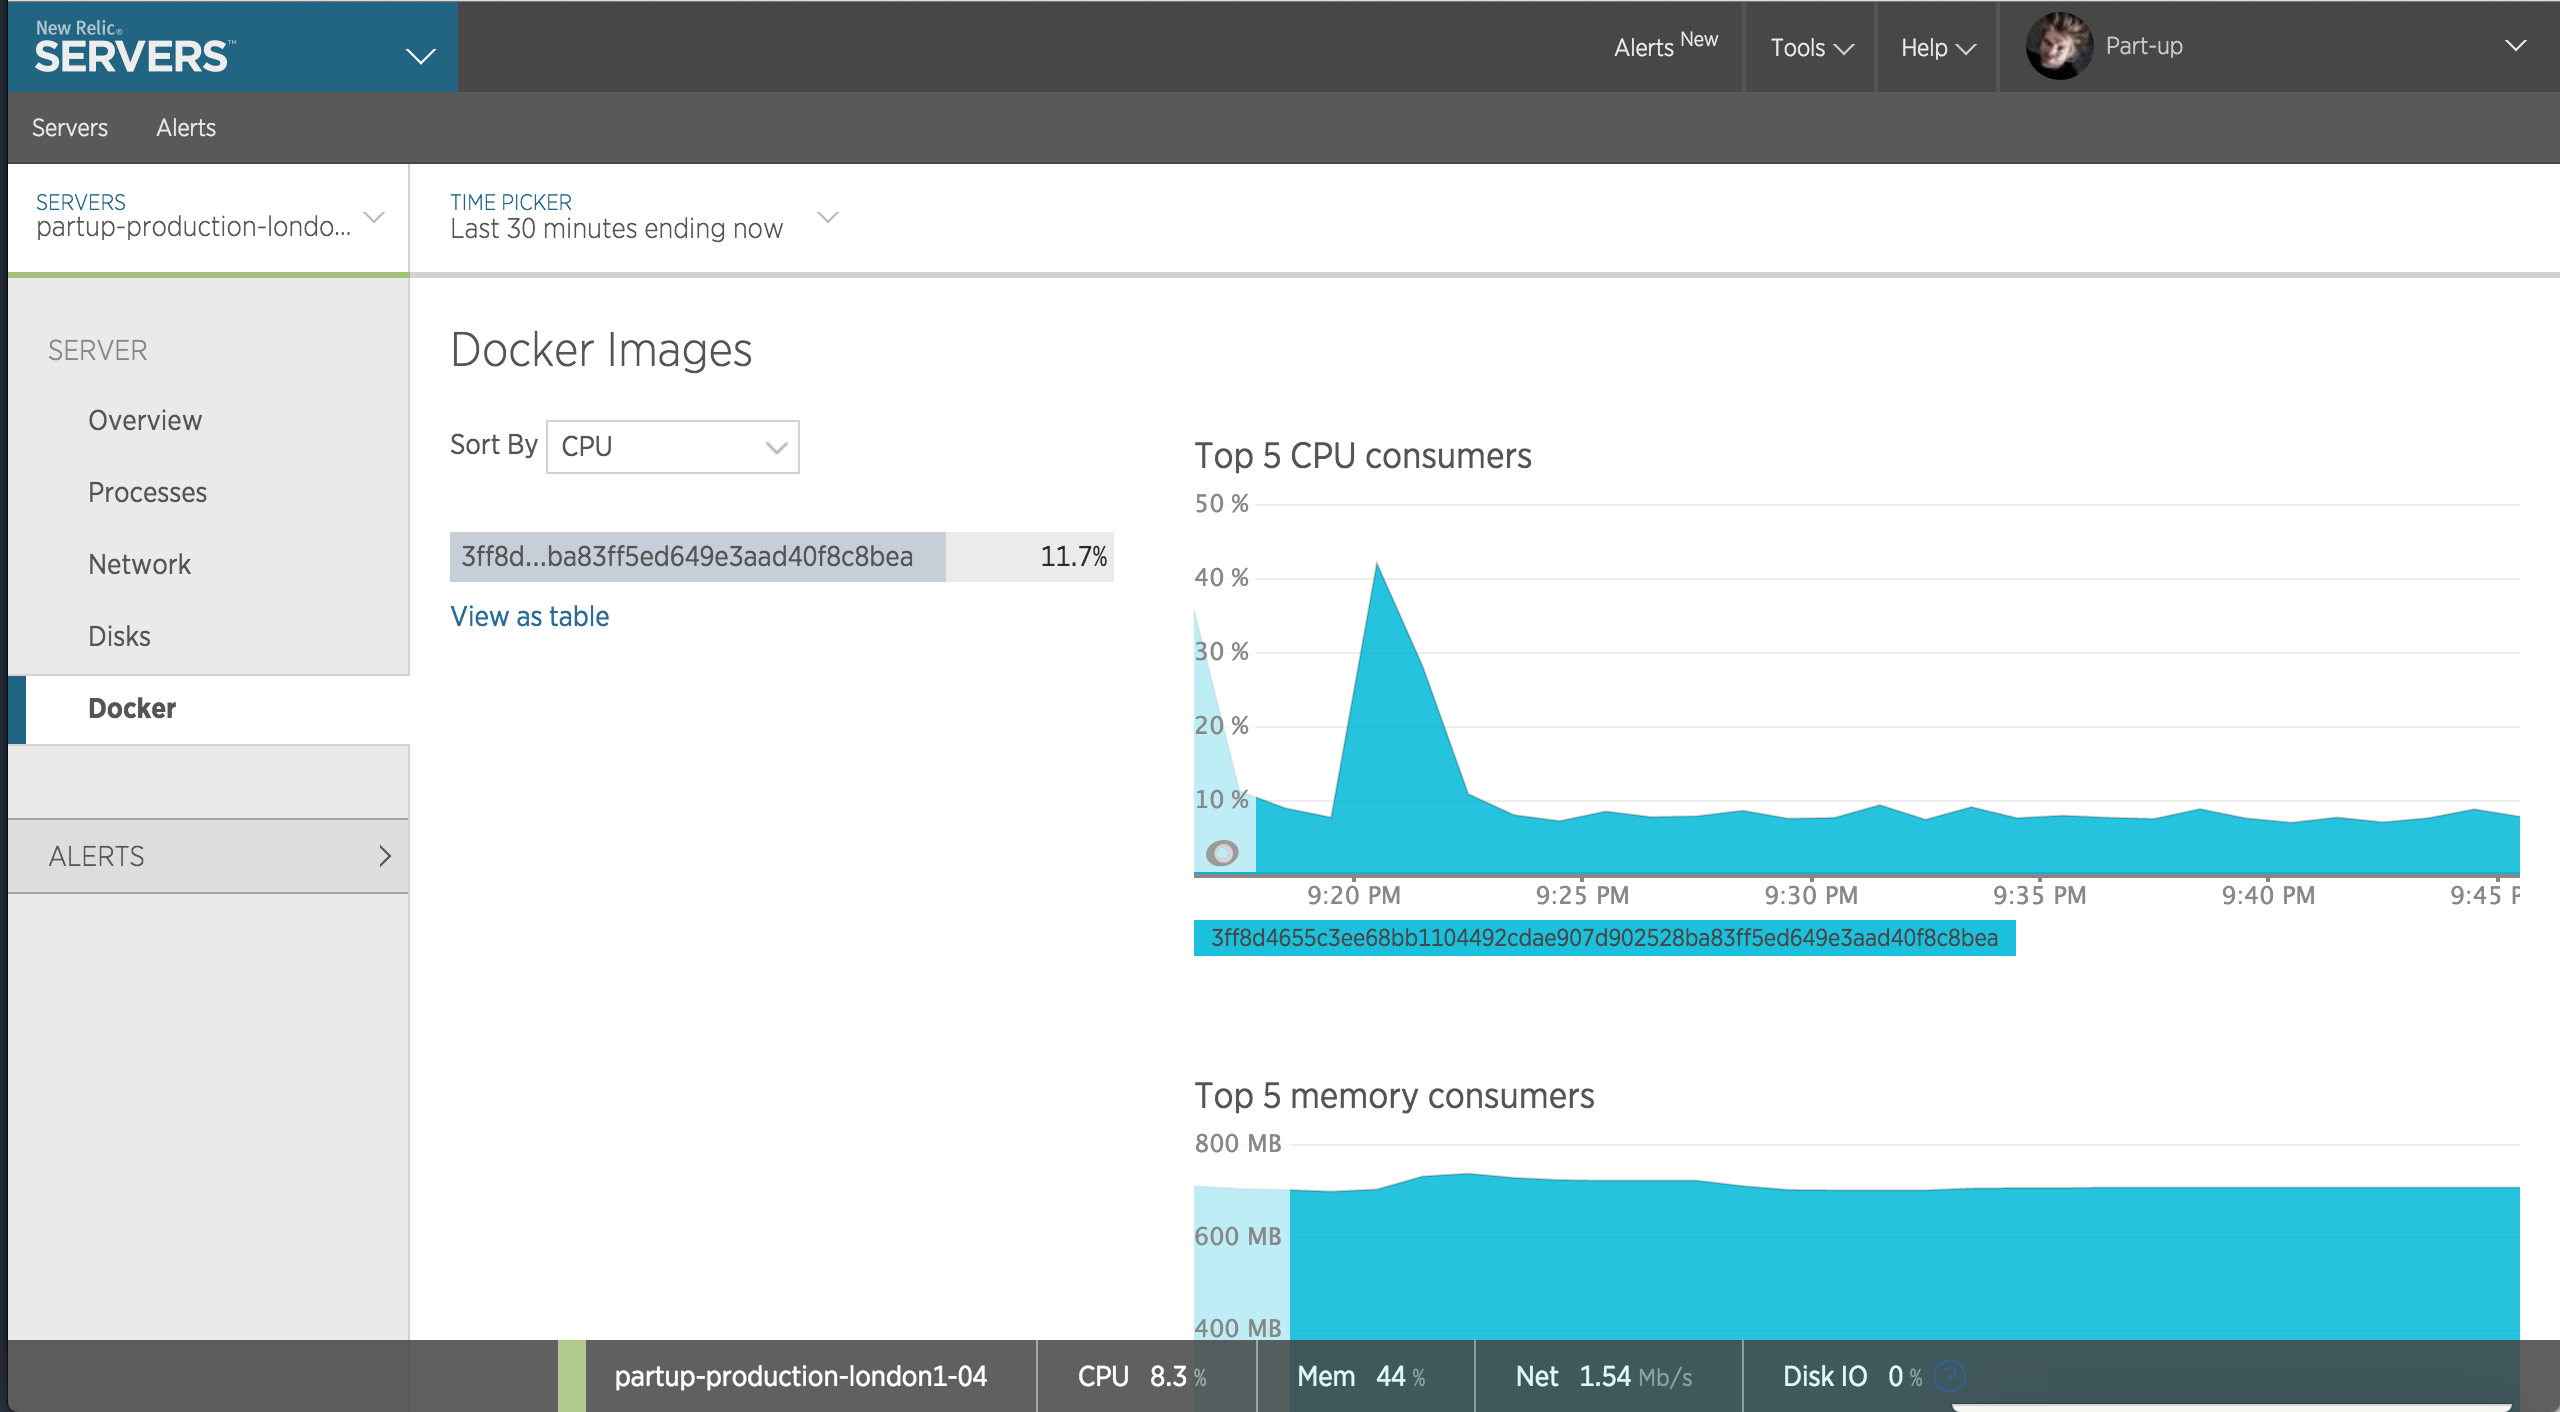 New Relic®
SERVERS™
Alerts New
Tools
Help
Part-up
Servers
Alerts
SERVERS
partup-production-londo...
TIME PICKER
Last 30 minutes ending now
SERVER
Overview
Processes
Network
Disks
Docker
ALERTS
Docker Images
Sort By CPU
3ff8d...ba83ff5ed649e3aad40f8c8bea 11.7%
View as table
Top 5 CPU consumers
50 %
40 %
30 %
20 %
10 %
9:20 PM 9:25 PM 9:30 PM 9:35 PM 9:40 PM 9:45 P
3ff8d4655c3ee68bb1104492cdae907d902528ba83ff5ed649e3aad40f8c8bea
Top 5 memory consumers
800 MB
600 MB
400 MB
partup-production-london1-04 CPU 8.3 % Mem 44 % Net 1.54 Mb/s Disk IO 0 % ?